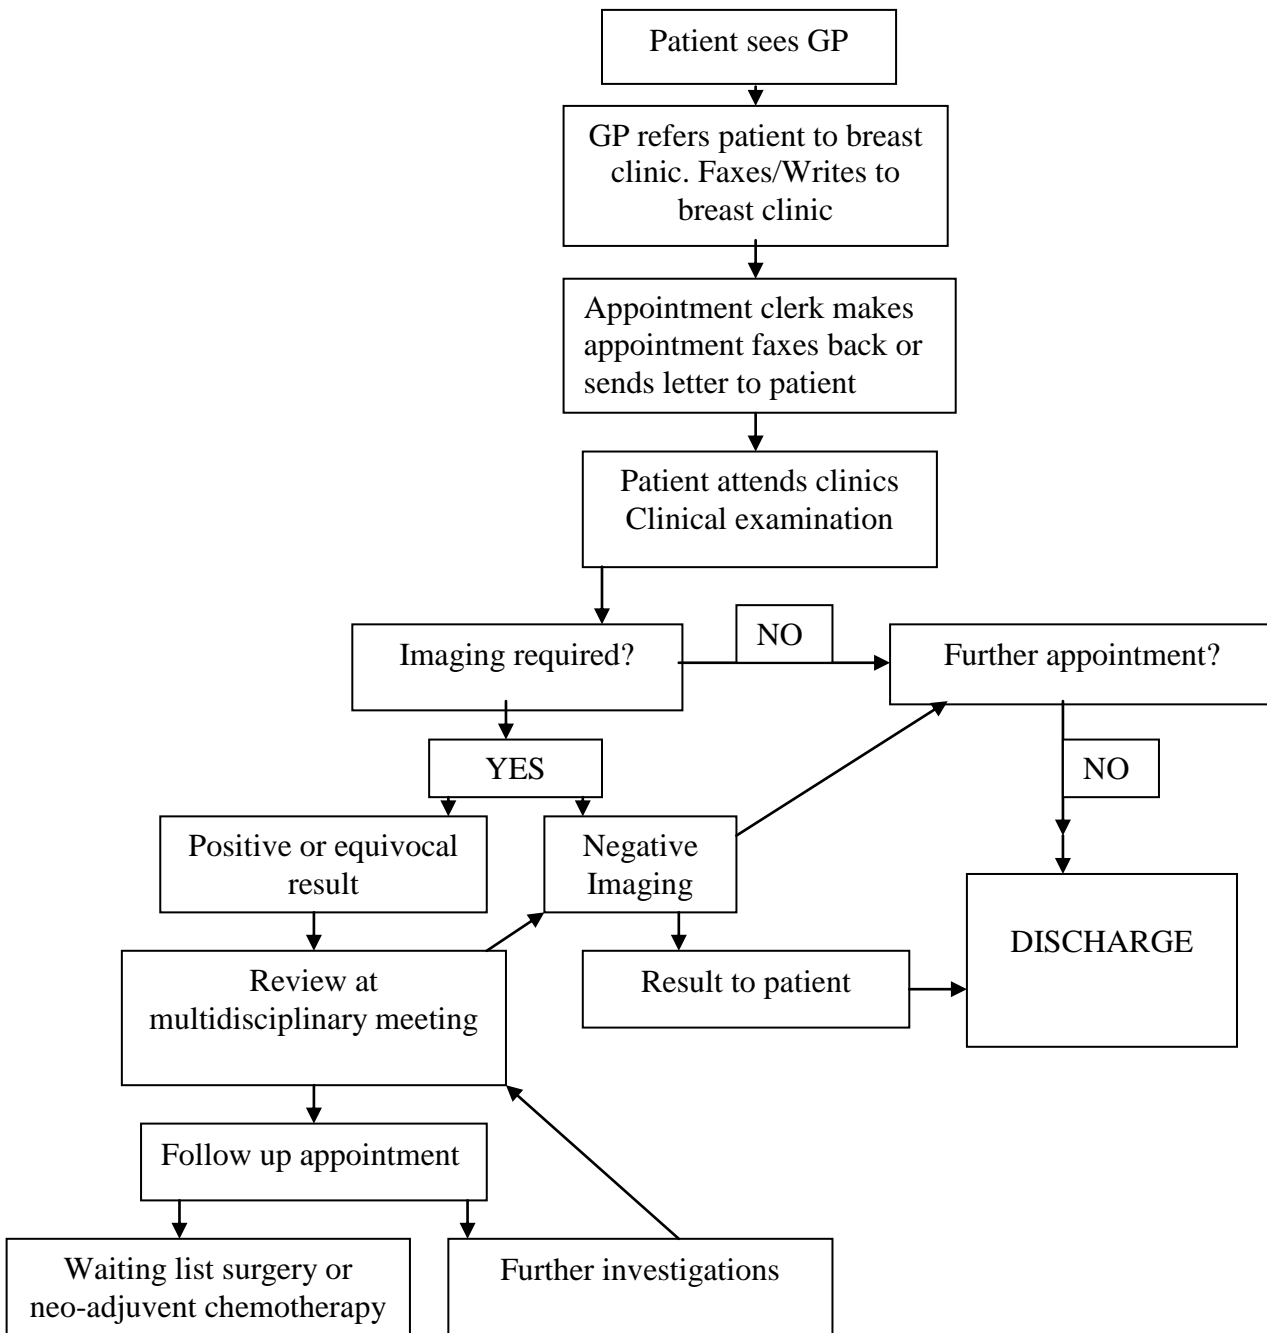 Patient sees GP
GP refers patient to breast
clinic. Faxes/Writes to
breast clinic
Appointment clerk makes
appointment faxes back or
sends letter to patient
Patient attends clinics
Clinical examination
Imaging required?
NO
Further appointment?
YES
NO
Positive or equivocal
result
Negative
Imaging
DISCHARGE
Review at
multidisciplinary meeting
Result to patient
Follow up appointment
Waiting list surgery or
neo-adjuvent chemotherapy
Further investigations